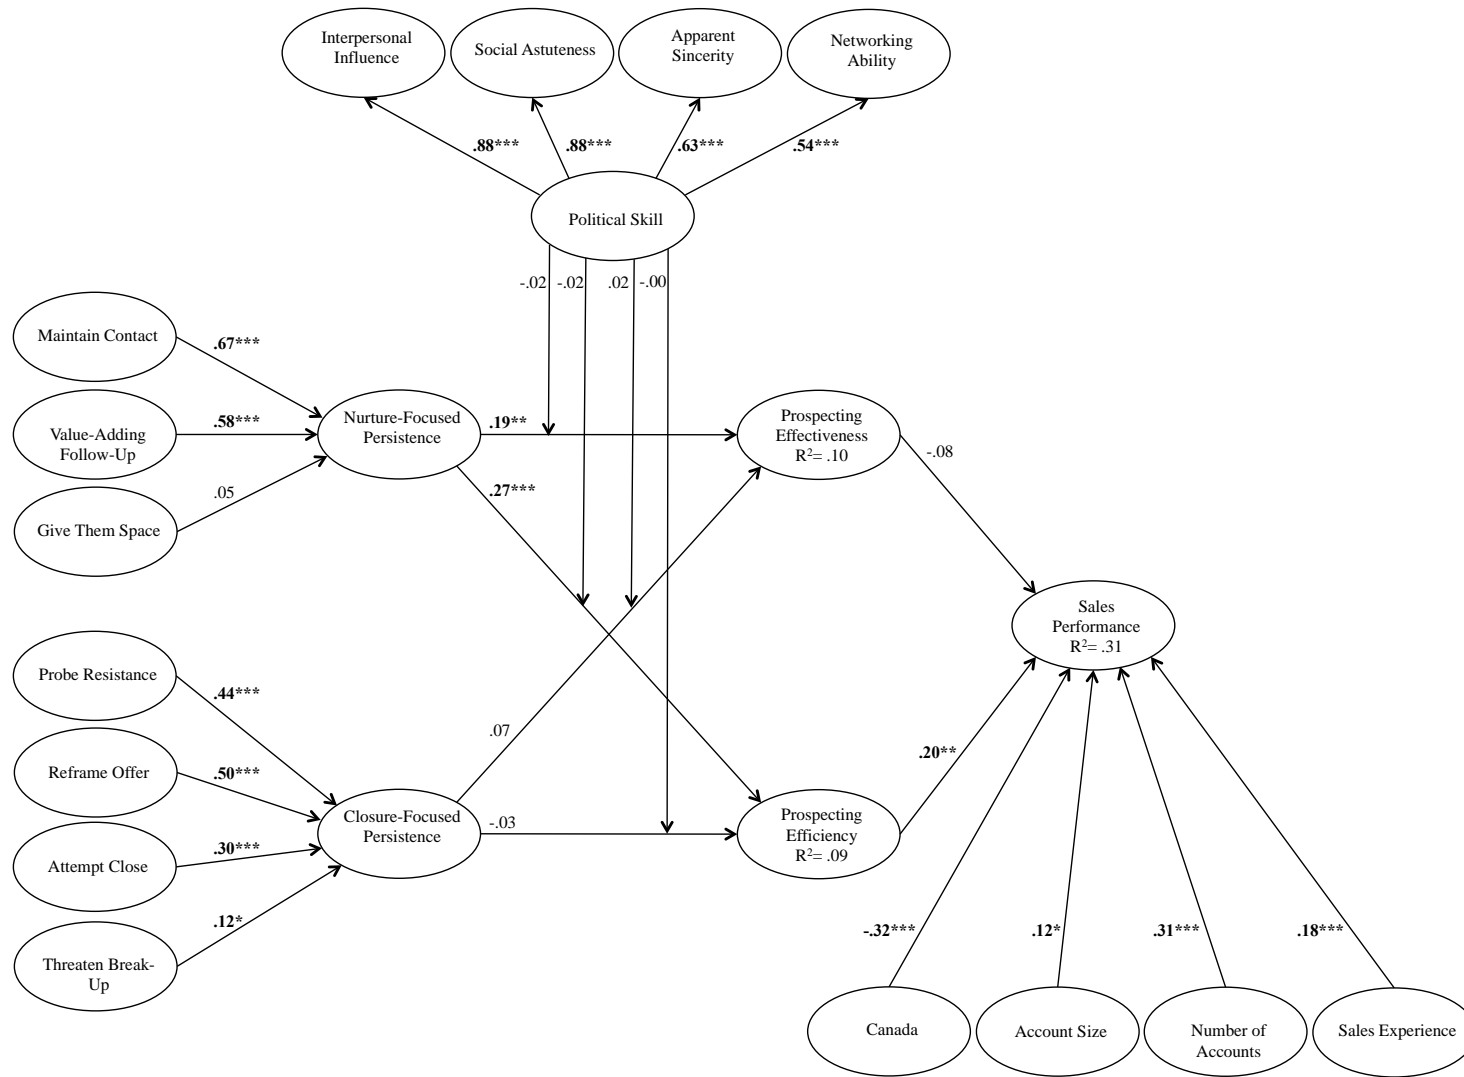 Interpersonal
Influence
Social Astuteness
Apparent
Sincerity
Networking
Ability
.88***
.88***
.63***
.54***
Political Skill
-.02
-.02
.02
-.00
Maintain Contact
.67***
Value-Adding
Follow-Up
.58***
Give Them Space
.05
Nurture-Focused
Persistence
.19**
.27***
Prospecting
Effectiveness
R²= .10
-.08
Sales
Performance
R²= .31
Probe Resistance
.44***
Reframe Offer
.50***
Attempt Close
.30***
Threaten Break-
Up
.12*
Closure-Focused
Persistence
.07
-.03
Prospecting
Efficiency
R²= .09
.20**
-.32***
.12*
.31***
.18***
Canada
Account Size
Number of
Accounts
Sales Experience